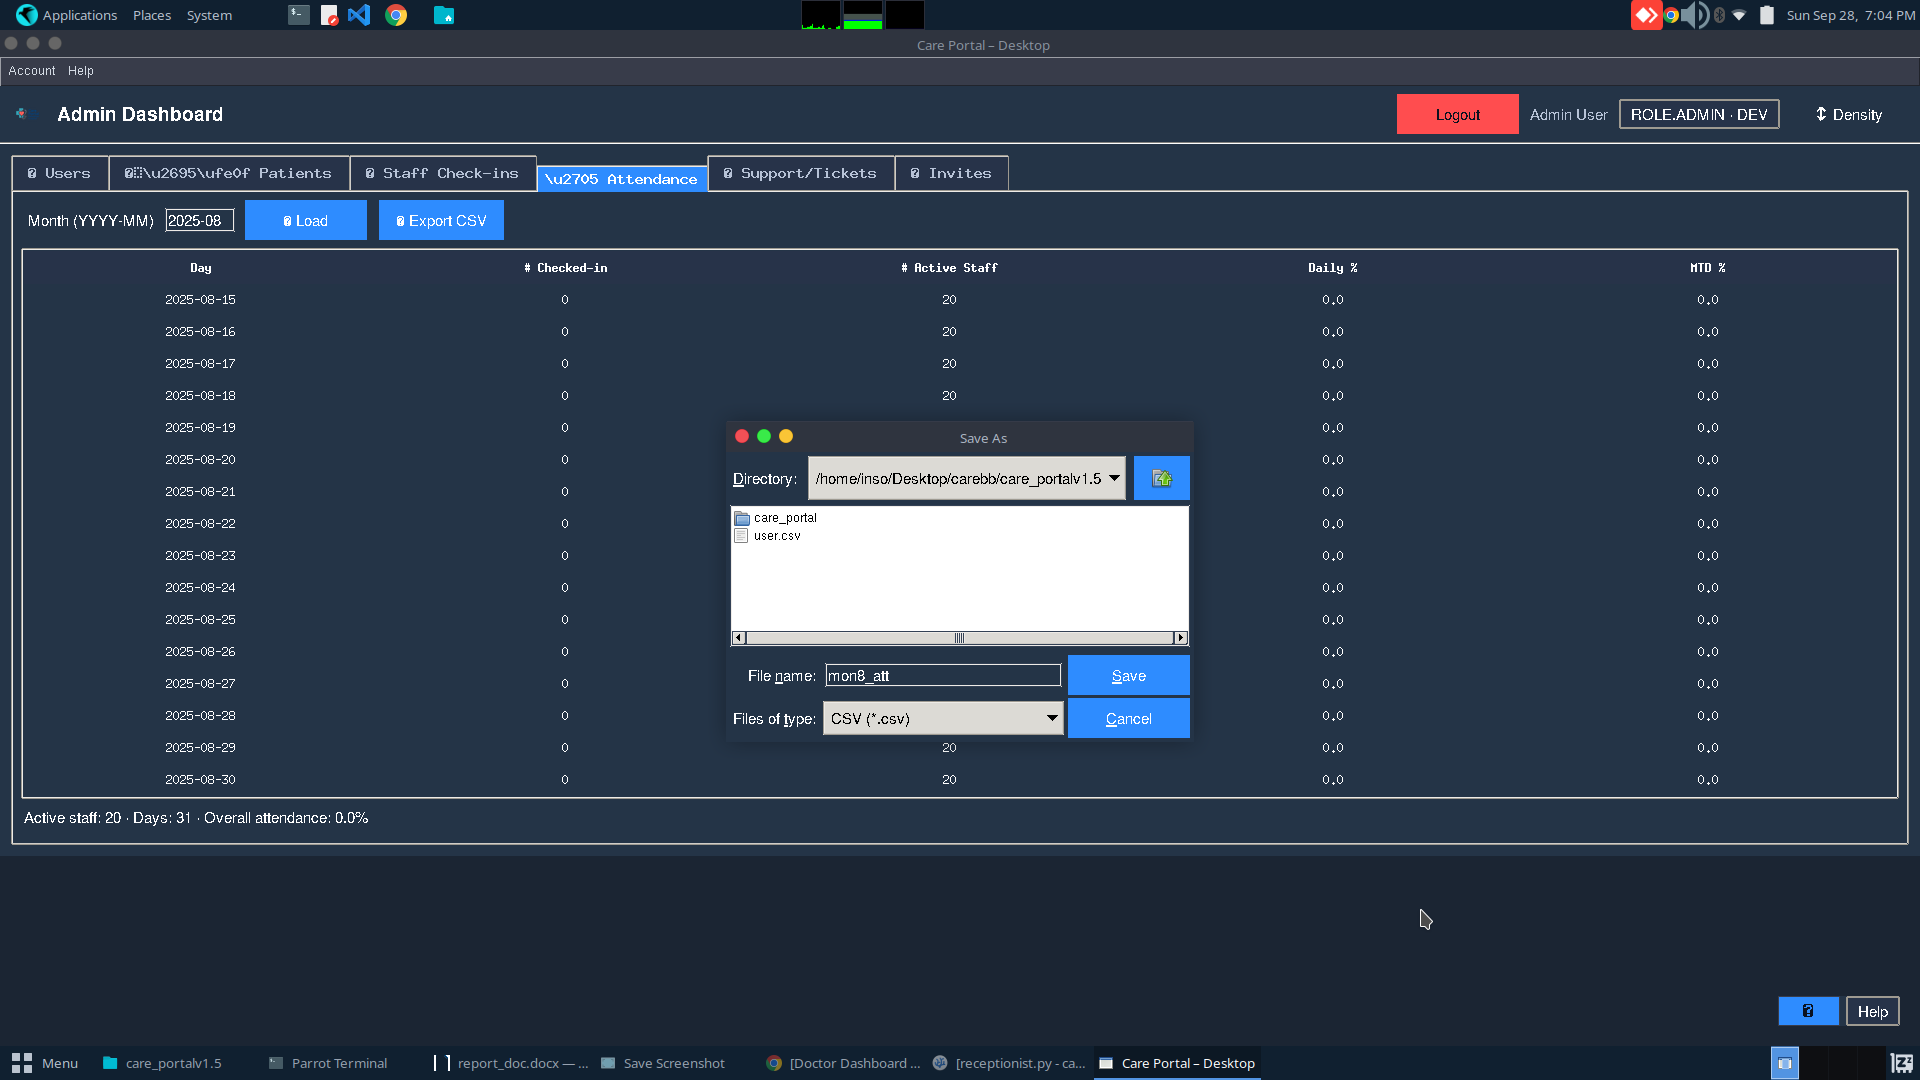 Applications Places System Sun Sep 28, 7:04 PM
Care Portal – Desktop
Account Help
Admin Dashboard Logout Admin User ROLE.ADMIN · DEV ↕ Density
Users \u2695\ufe0f Patients Staff Check-ins \u2705 Attendance Support/Tickets Invites
Month (YYYY-MM) 2025-08 Load Export CSV
Day # Checked-in # Active Staff Daily % MTD %
2025-08-15 0 20 0.0 0.0
2025-08-16 0 20 0.0 0.0
2025-08-17 0 20 0.0 0.0
2025-08-18 0 20 0.0 0.0
2025-08-19 0 0.0 0.0
2025-08-20 0 0.0 0.0
2025-08-21 0 0.0 0.0
2025-08-22 0 0.0 0.0
2025-08-23 0 0.0 0.0
2025-08-24 0 0.0 0.0
2025-08-25 0 0.0 0.0
2025-08-26 0 0.0 0.0
2025-08-27 0 0.0 0.0
2025-08-28 0 0.0 0.0
2025-08-29 0 20 0.0 0.0
2025-08-30 0 20 0.0 0.0
Active staff: 20 · Days: 31 · Overall attendance: 0.0%
Save As
Directory: /home/inso/Desktop/carebb/care_portalv1.5
care_portal
user.csv
File name: mon8_att Save
Files of type: CSV (*.csv) Cancel
Help
Menu care_portalv1.5 Parrot Terminal report_doc.docx — ... Save Screenshot [Doctor Dashboard ... [receptionist.py - ca... Care Portal – Desktop